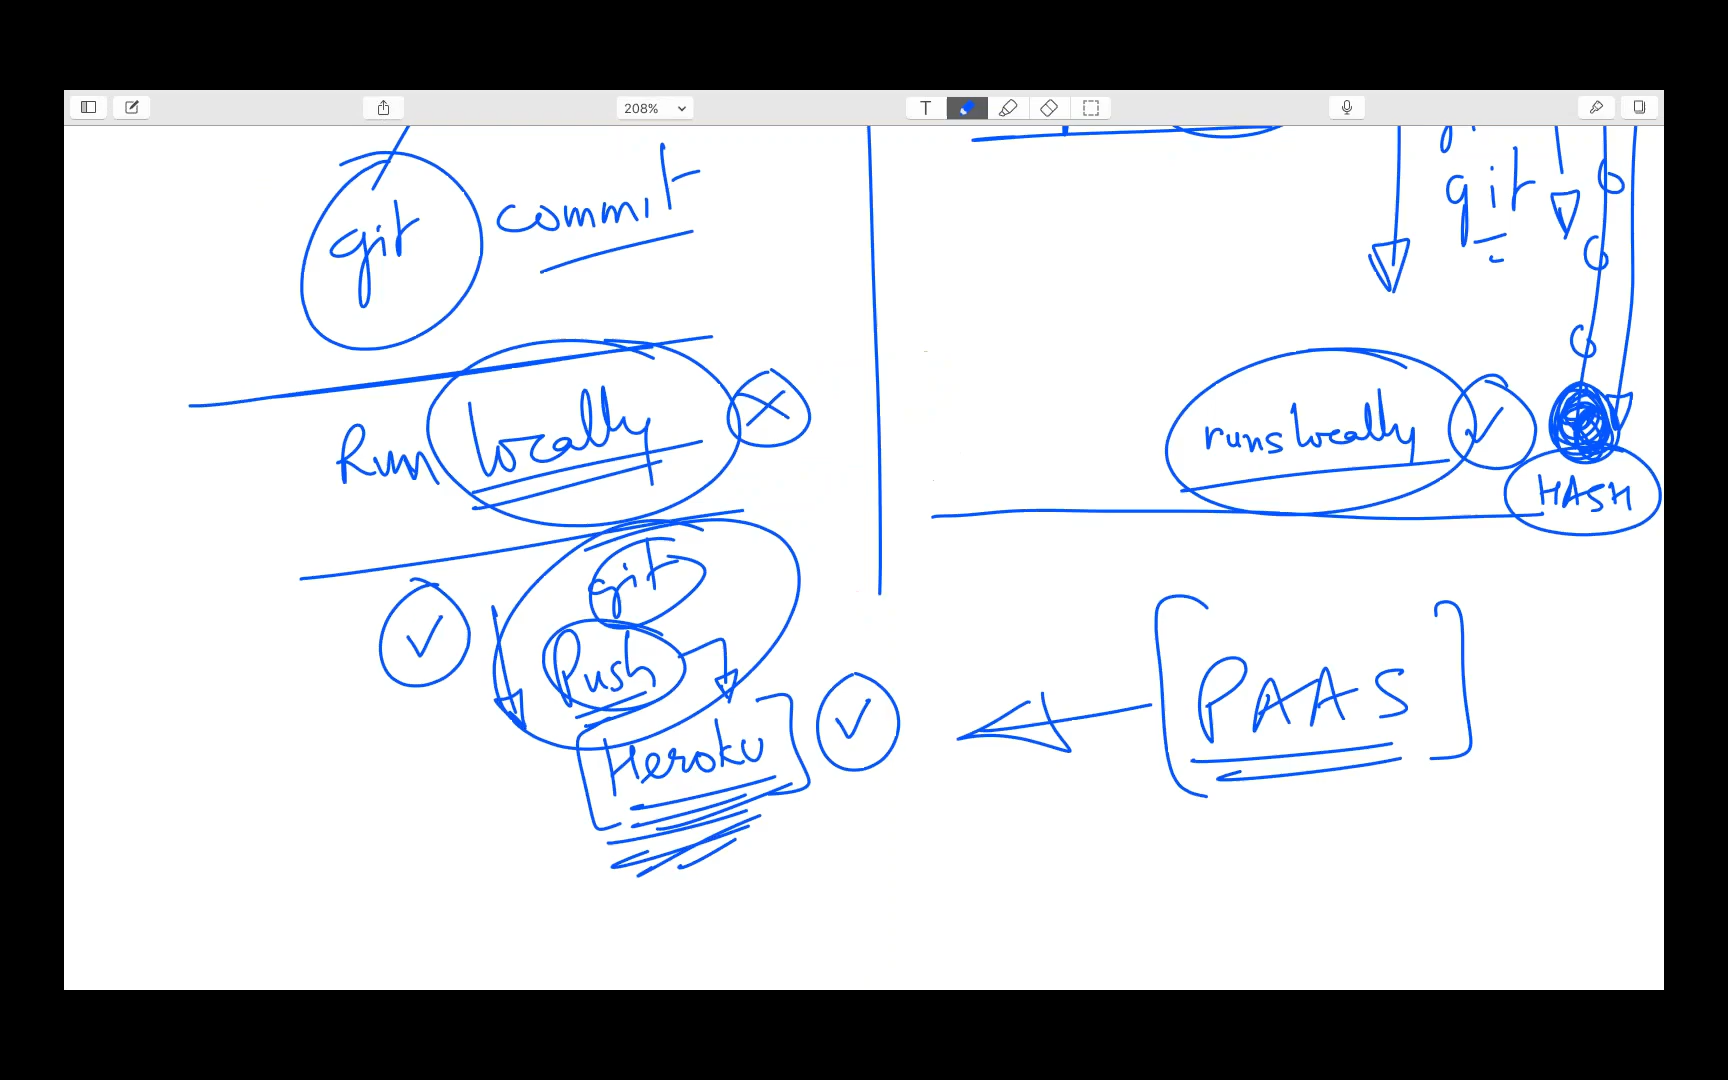 208%
T
git commit
Run locally
git
Push
Heroku
git
runs locally
HASH
PAAS